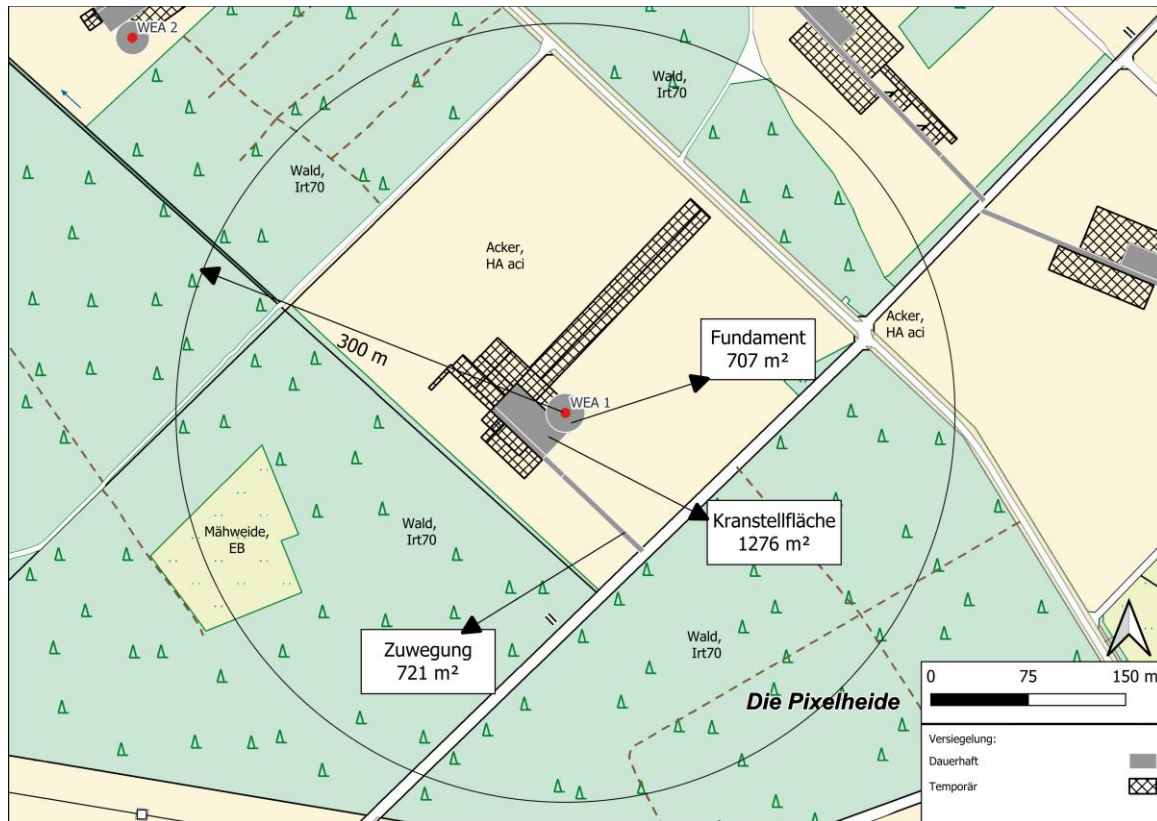 WEA 2
Wald,
Irt70
Wald,
Irt70
Acker,
HA aci
Acker,
HA aci
300 m
Fundament
707 m²
WEA 1
Kranstellfläche
1276 m²
Mähweide,
EB
Wald,
Irt70
Zuwegung
721 m²
Wald,
Irt70
Die Pixelheide
0 75 150 m
Versiegelung:
Dauerhaft
Temporär